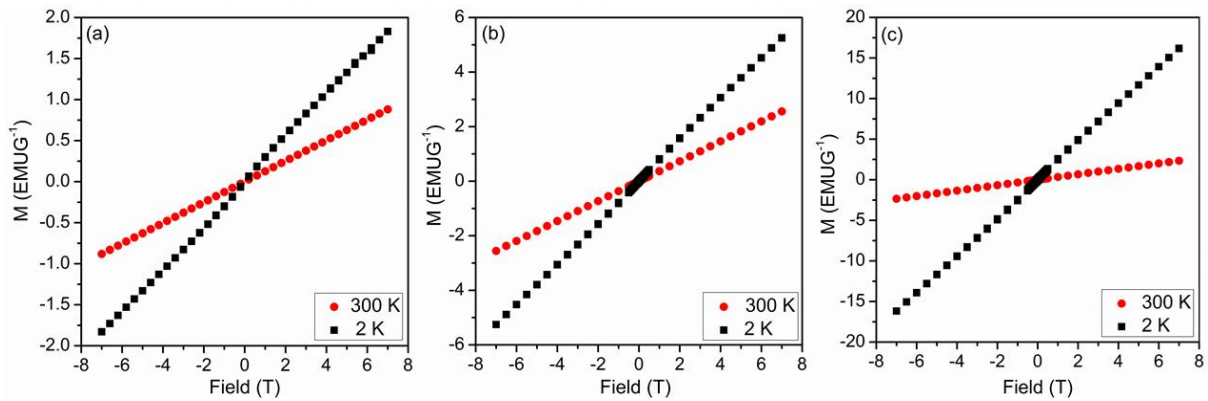 (a)
2.0
1.5
1.0
0.5
0.0
-0.5
-1.0
-1.5
-2.0
M (EMUG⁻¹)
300 K
2 K
-8 -6 -4 -2 0 2 4 6 8
Field (T)
(b)
6
4
2
0
-2
-4
-6
M (EMUG⁻¹)
300 K
2 K
-8 -6 -4 -2 0 2 4 6 8
Field (T)
(c)
20
15
10
5
0
-5
-10
-15
-20
M (EMUG⁻¹)
300 K
2 K
-8 -6 -4 -2 0 2 4 6 8
Field (T)